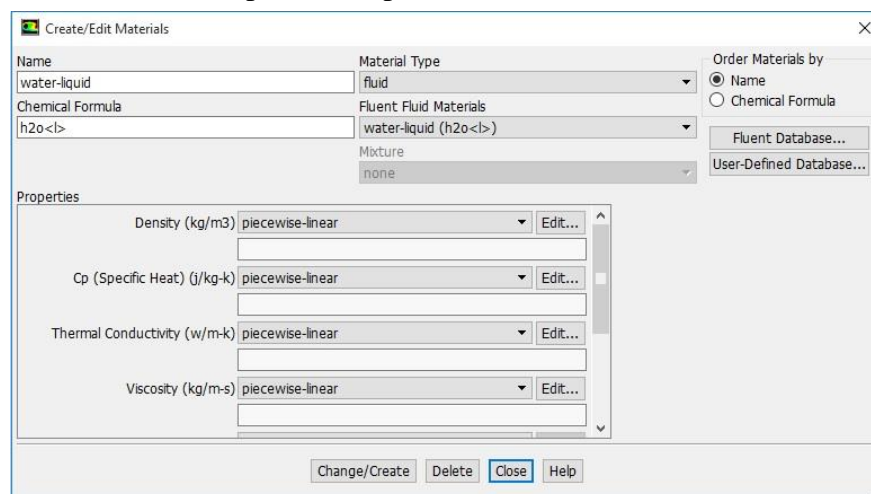 Create/Edit Materials
Name
Material Type
Order Materials by
water-liquid
fluid
Name
Chemical Formula
Fluent Fluid Materials
Chemical Formula
h2o<l>
water-liquid (h2o<l>)
Fluent Database...
Mixture
User-Defined Database...
none
Properties
Density (kg/m3) piecewise-linear Edit...
Cp (Specific Heat) (j/kg-k) piecewise-linear Edit...
Thermal Conductivity (w/m-k) piecewise-linear Edit...
Viscosity (kg/m-s) piecewise-linear Edit...
Change/Create Delete Close Help